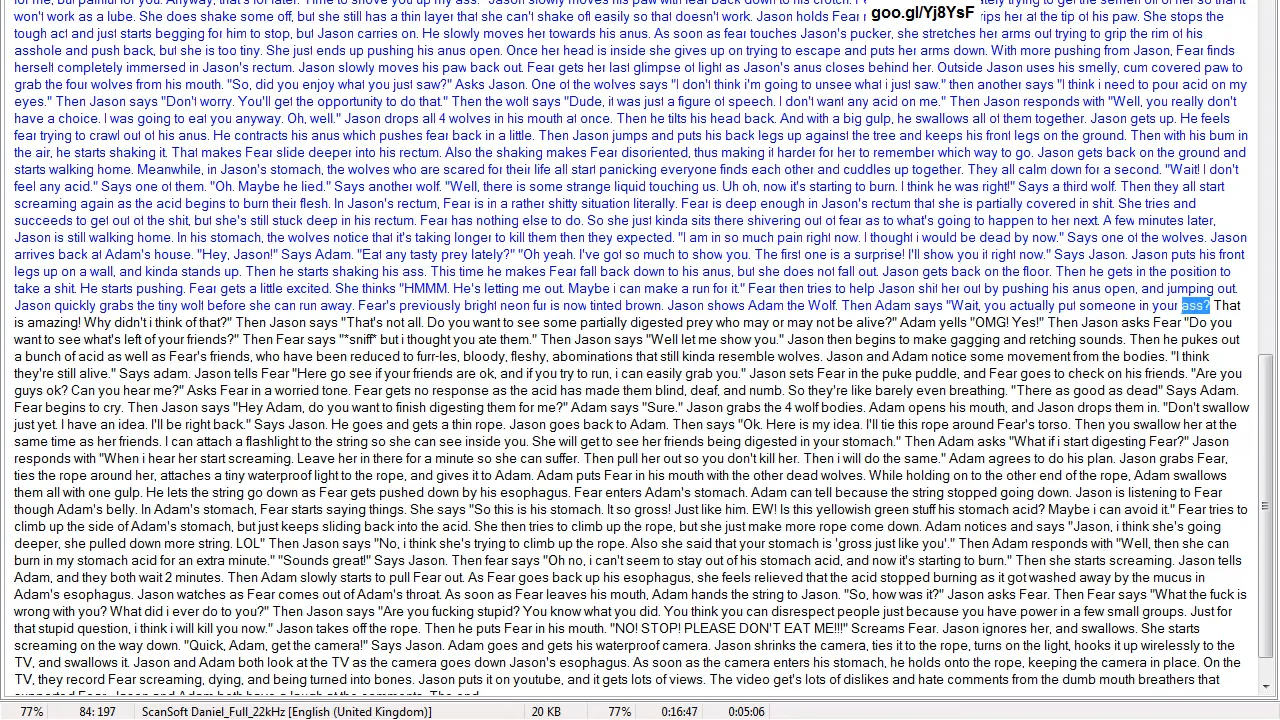 goo.gl/Yj8YsF
won't work as a lube. She does shake some off, but she still has a thin layer that she can't shake off easily so that doesn't work. Jason holds Fear rips her at the tip of his paw. She stops the
tough act and just starts begging for him to stop, but Jason carries on. He slowly moves her towards his anus. As soon as fear touches Jason's pucker, she stretches her arms out trying to grip the rim of his
asshole and push back, but she is too tiny. She just ends up pushing his anus open. Once her head is inside she gives up on trying to escape and puts her arms down. With more pushing from Jason, Fear finds
herself completely immersed in Jason's rectum. Jason slowly moves his paw back out. Fear gets her last glimpse of light as Jason's anus closes behind her. Outside Jason uses his smelly, cum covered paw to
grab the four wolves from his mouth. "So, did you enjoy what you just saw?" Asks Jason. One of the wolves says "I don't think i'm going to unsee what i just saw." then another says "I think i need to pour acid on my
eyes." Then Jason says "Don't worry. You'll get the opportunity to do that." Then the wolf says "Dude, it was just a figure of speech. I don't want any acid on me." Then Jason responds with "Well, you really don't
have a choice. I was going to eat you anyway. Oh, well." Jason drops all 4 wolves in his mouth at once. Then he tilts his head back. And with a big gulp, he swallows all of them together. Jason gets up. He feels
fear trying to crawl out of his anus. He contracts his anus which pushes fear back in a little. Then Jason jumps and puts his back legs up against the tree and keeps his front legs on the ground. Then with his bum in
the air, he starts shaking it. That makes Fear slide deeper into his rectum. Also the shaking makes Fear disoriented, thus making it harder for her to remember which way to go. Jason gets back on the ground and
starts walking home. Meanwhile, in Jason's stomach, the wolves who are scared for their life all start panicking everyone finds each other and cuddles up together. They all calm down for a second. "Wait! I don't
feel any acid." Says one of them. "Oh. Maybe he lied." Says another wolf. "Well, there is some strange liquid touching us. Uh oh, now it's starting to burn. I think he was right!" Says a third wolf. Then they all start
screaming again as the acid begins to burn their flesh. In Jason's rectum, Fear is in a rather shitty situation literally. Fear is deep enough in Jason's rectum that she is partially covered in shit. She tries and
succeeds to get out of the shit, but she's still stuck deep in his rectum. Fear has nothing else to do. So she just kinda sits there shivering out of fear as to what's going to happen to her next. A few minutes later,
Jason is still walking home. In his stomach, the wolves notice that it's taking longer to kill them then they expected. "I am in so much pain right now. I thought i would be dead by now." Says one of the wolves. Jason
arrives back at Adam's house. "Hey, Jason!" Says Adam. "Eat any tasty prey lately?" "Oh yeah. I've got so much to show you. The first one is a surprise! I'll show you it right now." Says Jason. Jason puts his front
legs up on a wall, and kinda stands up. Then he starts shaking his ass. This time he makes Fear fall back down to his anus, but she does not fall out. Jason gets back on the floor. Then he gets in the position to
take a shit. He starts pushing. Fear gets a little excited. She thinks "HMMM. He's letting me out. Maybe i can make a run for it." Fear then tries to help Jason shit her out by pushing his anus open, and jumping out.
Jason quickly grabs the tiny wolf before she can run away. Fear's previously bright neon fur is now tinted brown. Jason shows Adam the Wolf. Then Adam says "Wait, you actually put someone in your ass? That
is amazing! Why didn't i think of that?" Then Jason says "That's not all. Do you want to see some partially digested prey who may or may not be alive?" Adam yells "OMG! Yes!" Then Jason asks Fear "Do you
want to see what's left of your friends?" Then Fear says "*sniff* but i thought you ate them." Then Jason says "Well let me show you." Jason then begins to make gagging and retching sounds. Then he pukes out
a bunch of acid as well as Fear's friends, who have been reduced to furr-les, bloody, fleshy, abominations that still kinda resemble wolves. Jason and Adam notice some movement from the bodies. "I think
they're still alive." Says adam. Jason tells Fear "Here go see if your friends are ok, and if you try to run, i can easily grab you." Jason sets Fear in the puke puddle, and Fear goes to check on his friends. "Are you
guys ok? Can you hear me?" Asks Fear in a worried tone. Fear gets no response as the acid has made them blind, deaf, and numb. So they're like barely even breathing. "There as good as dead" Says Adam.
Fear begins to cry. Then Jason says "Hey Adam, do you want to finish digesting them for me?" Adam says "Sure." Jason grabs the 4 wolf bodies. Adam opens his mouth, and Jason drops them in. "Don't swallow
just yet. I have an idea. I'll be right back." Says Jason. He goes and gets a thin rope. Jason goes back to Adam. Then says "Ok. Here is my idea. I'll tie this rope around Fear's torso. Then you swallow her at the
same time as her friends. I can attach a flashlight to the string so she can see inside you. She will get to see her friends being digested in your stomach." Then Adam asks "What if i start digesting Fear?" Jason
responds with "When i hear her start screaming. Leave her in there for a minute so she can suffer. Then pull her out so you don't kill her. Then i will do the same." Adam agrees to do his plan. Jason grabs Fear,
ties the rope around her, attaches a tiny waterproof light to the rope, and gives it to Adam. Adam puts Fear in his mouth with the other dead wolves. While holding on to the other end of the rope, Adam swallows
them all with one gulp. He lets the string go down as Fear gets pushed down by his esophagus. Fear enters Adam's stomach. Adam can tell because the string stopped going down. Jason is listening to Fear
though Adam's belly. In Adam's stomach, Fear starts saying things. She says "So this is his stomach. It so gross! Just like him. EW! Is this yellowish green stuff his stomach acid? Maybe i can avoid it." Fear tries to
climb up the side of Adam's stomach, but just keeps sliding back into the acid. She then tries to climb up the rope, but she just make more rope come down. Adam notices and says "Jason, i think she's going
deeper, she pulled down more string. LOL" Then Jason says "No, i think she's trying to climb up the rope. Also she said that your stomach is 'gross just like you'." Then Adam responds with "Well, then she can
burn in my stomach acid for an extra minute." "Sounds great!" Says Jason. Then fear says "Oh no, i can't seem to stay out of his stomach acid, and now it's starting to burn." Then she starts screaming. Jason tells
Adam, and they both wait 2 minutes. Then Adam slowly starts to pull Fear out. As Fear goes back up his esophagus, she feels relieved that the acid stopped burning as it got washed away by the mucus in
Adam's esophagus. Jason watches as Fear comes out of Adam's throat. As soon as Fear leaves his mouth, Adam hands the string to Jason. "So, how was it?" Jason asks Fear. Then Fear says "What the fuck is
wrong with you? What did i ever do to you?" Then Jason says "Are you fucking stupid? You know what you did. You think you can disrespect people just because you have power in a few small groups. Just for
that stupid question, i think i will kill you now." Jason takes off the rope. Then he puts Fear in his mouth. "NO! STOP! PLEASE DON'T EAT ME!!!" Screams Fear. Jason ignores her, and swallows. She starts
screaming on the way down. "Quick, Adam, get the camera!" Says Jason. Adam goes and gets his waterproof camera. Jason shrinks the camera, ties it to the rope, turns on the light, hooks it up wirelessly to the
TV, and swallows it. Jason and Adam both look at the TV as the camera goes down Jason's esophagus. As soon as the camera enters his stomach, he holds onto the rope, keeping the camera in place. On the
TV, they record Fear screaming, dying, and being turned into bones. Jason puts it on youtube, and it gets lots of views. The video get's lots of dislikes and hate comments from the dumb mouth breathers that
supported Fear. Jason and Adam both have a laugh at the comments. The end.
77% 84: 197 ScanSoft Daniel_Full_22kHz [English (United Kingdom)] 20 KB 77% 0:16:47 0:05:06